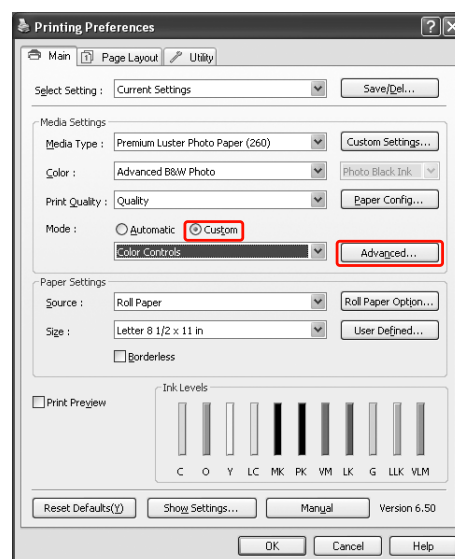 Printing Preferences
Main Page Layout Utility
Select Setting : Current Settings Save/Del...
Media Settings
Media Type : Premium Luster Photo Paper (260) Custom Settings...
Color : Advanced B&W Photo Photo Black Ink
Print Quality : Quality Paper Config...
Mode : Automatic Custom
Color Controls Advanced...
Paper Settings
Source : Roll Paper Roll Paper Option...
Size : Letter 8 1/2 x 11 in User Defined...
Borderless
Print Preview
Ink Levels
C O Y LC MK PK VM LK G LLK VLM
Reset Defaults(Y) Show Settings... Manual Version 6.50
OK Cancel Help